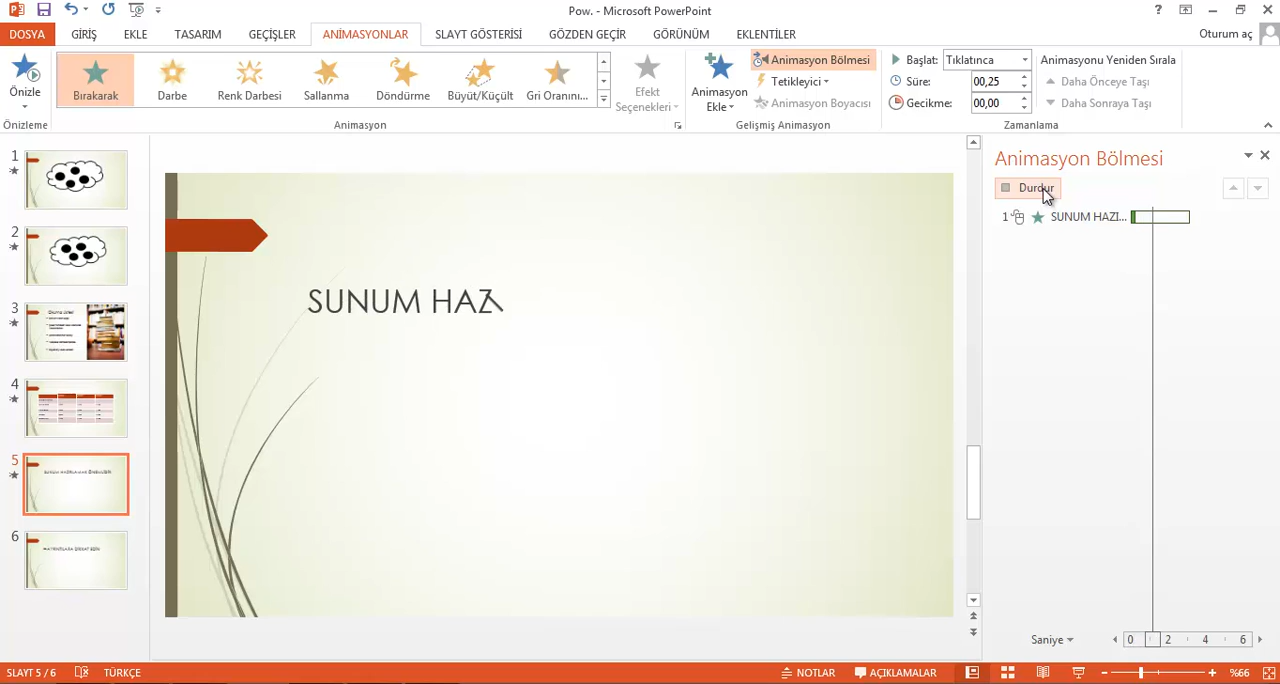 Pow. - Microsoft PowerPoint
DOSYA GİRİŞ EKLE TASARIM GEÇİŞLER ANİMASYONLAR SLAYT GÖSTERİSİ GÖZDEN GEÇİR GÖRÜNÜM EKLENTİLER Oturum aç
Önizle
Bırakarak Darbe Renk Darbesi Sallanma Döndürme Büyüt/Küçült Gri Oranını...
Efekt
Seçenekleri
Animasyon
Ekle
Animasyon Bölmesi
Tetikleyici
Animasyon Boyacısı
Başlat: Tıklatınca
Süre: 00,25
Gecikme: 00,00
Animasyonu Yeniden Sırala
Daha Önceye Taşı
Daha Sonraya Taşı
Önizleme Animasyon Gelişmiş Animasyon Zamanlama
1
2
3
4
5
6
SUNUM HAZ
Animasyon Bölmesi
Durdur
1 SUNUM HAZI...
Saniye 0 2 4 6
SLAYT 5 / 6 TÜRKÇE NOTLAR AÇIKLAMALAR %66